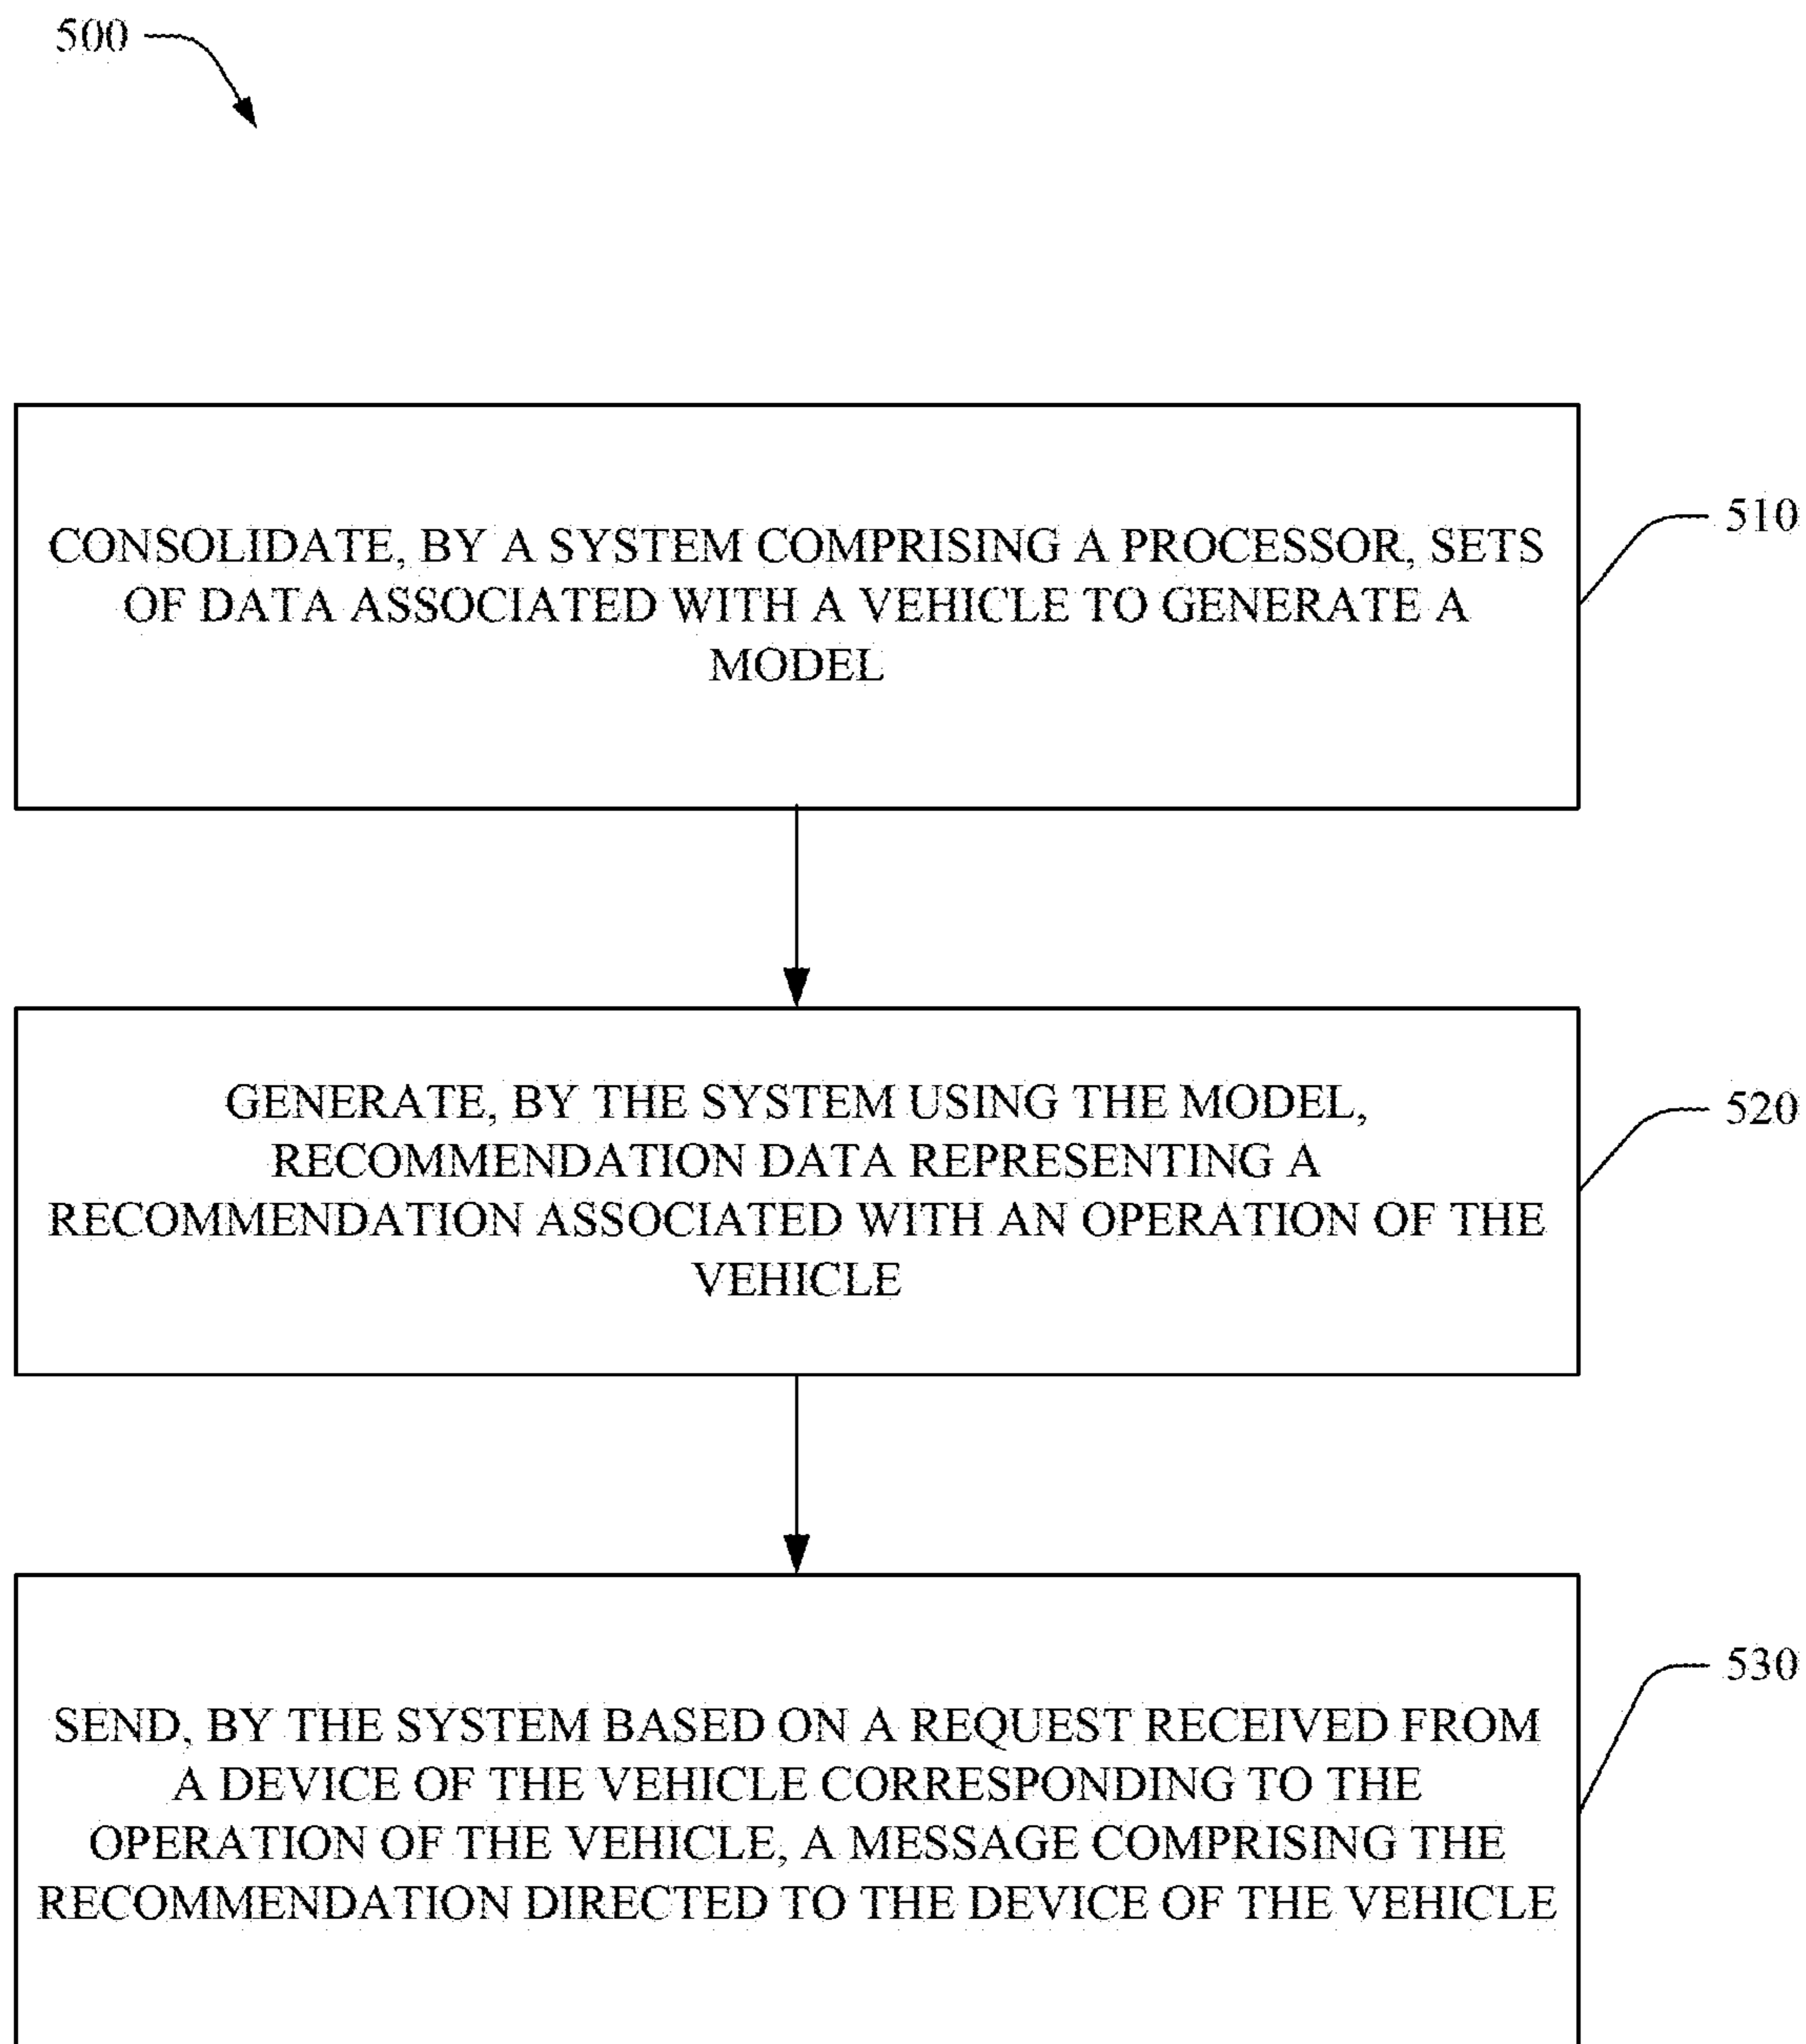 500
CONSOLIDATE, BY A SYSTEM COMPRISING A PROCESSOR, SETS
OF DATA ASSOCIATED WITH A VEHICLE TO GENERATE A
MODEL
510
GENERATE, BY THE SYSTEM USING THE MODEL,
RECOMMENDATION DATA REPRESENTING A
RECOMMENDATION ASSOCIATED WITH AN OPERATION OF THE
VEHICLE
520
SEND, BY THE SYSTEM BASED ON A REQUEST RECEIVED FROM
A DEVICE OF THE VEHICLE CORRESPONDING TO THE
OPERATION OF THE VEHICLE, A MESSAGE COMPRISING THE
RECOMMENDATION DIRECTED TO THE DEVICE OF THE VEHICLE
530